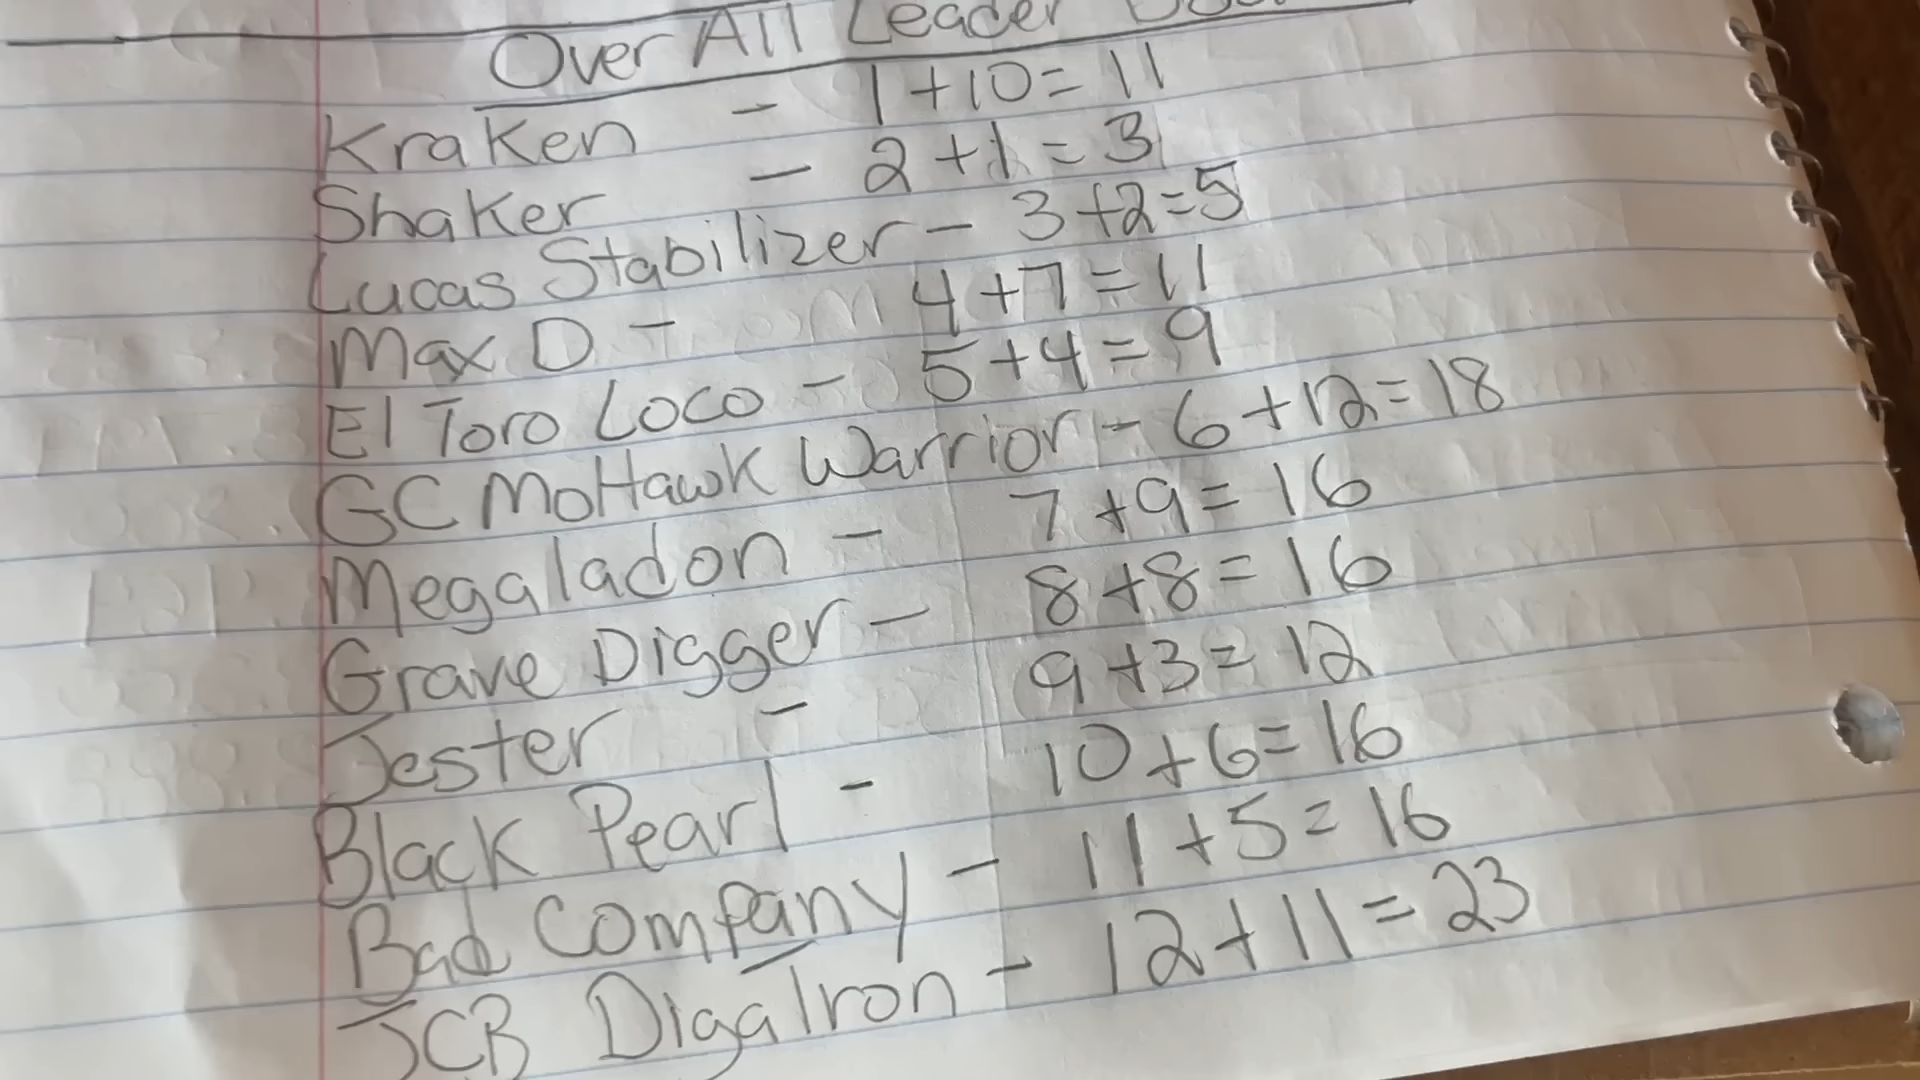 Over All Leader
Kraken - 1+10=11
Shaker - 2+1=3
Lucas Stabilizer - 3+2=5
Max D - 4+7=11
El Toro Loco - 5+4=9
GC MoHawk Warrior - 6+12=18
Megaladon - 7+9=16
Grave Digger - 8+8=16
Jester - 9+3=12
Black Pearl - 10+6=16
Bad Company - 11+5=16
JCB DigaIron - 12+11=23